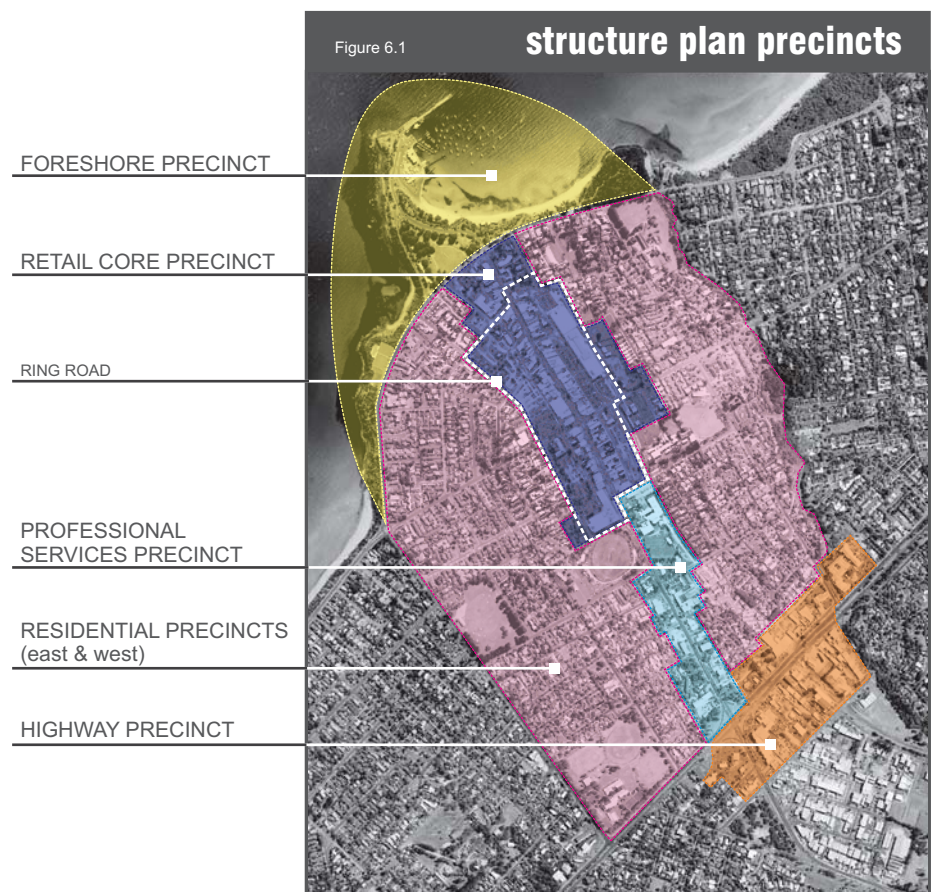 Figure 6.1
structure plan precincts
FORESHORE PRECINCT
RETAIL CORE PRECINCT
RING ROAD
PROFESSIONAL
SERVICES PRECINCT
RESIDENTIAL PRECINCTS
(east & west)
HIGHWAY PRECINCT